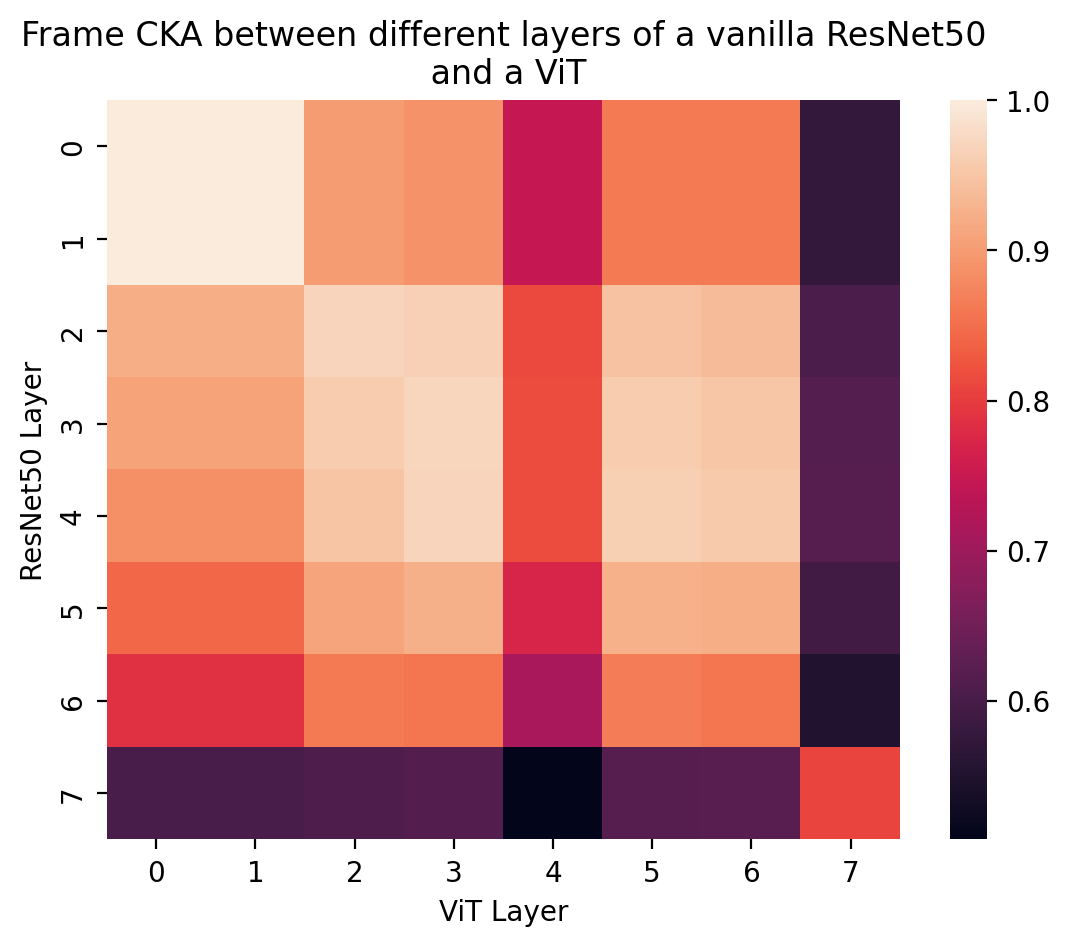 Frame CKA between different layers of a vanilla ResNet50
and a ViT
ResNet50 Layer
0
1
2
3
4
5
6
7
0 1 2 3 4 5 6 7
ViT Layer
1.0
0.9
0.8
0.7
0.6